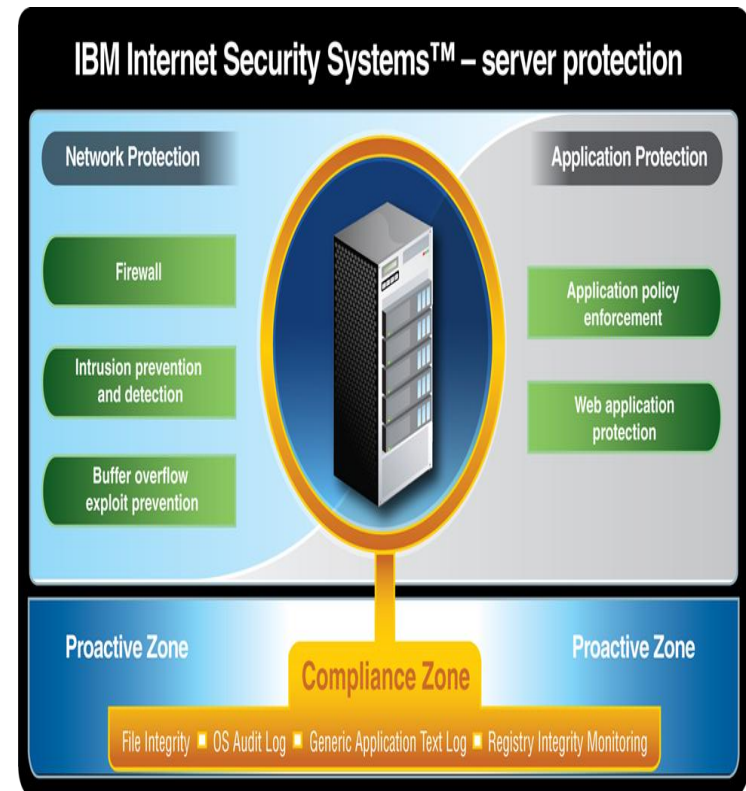 IBM Internet Security Systems™ – server protection
Network Protection
Firewall
Intrusion prevention
and detection
Buffer overflow
exploit prevention
Application Protection
Application policy
enforcement
Web application
protection
Proactive Zone
Compliance Zone
Proactive Zone
File Integrity ▪ OS Audit Log ▪ Generic Application Text Log ▪ Registry Integrity Monitoring